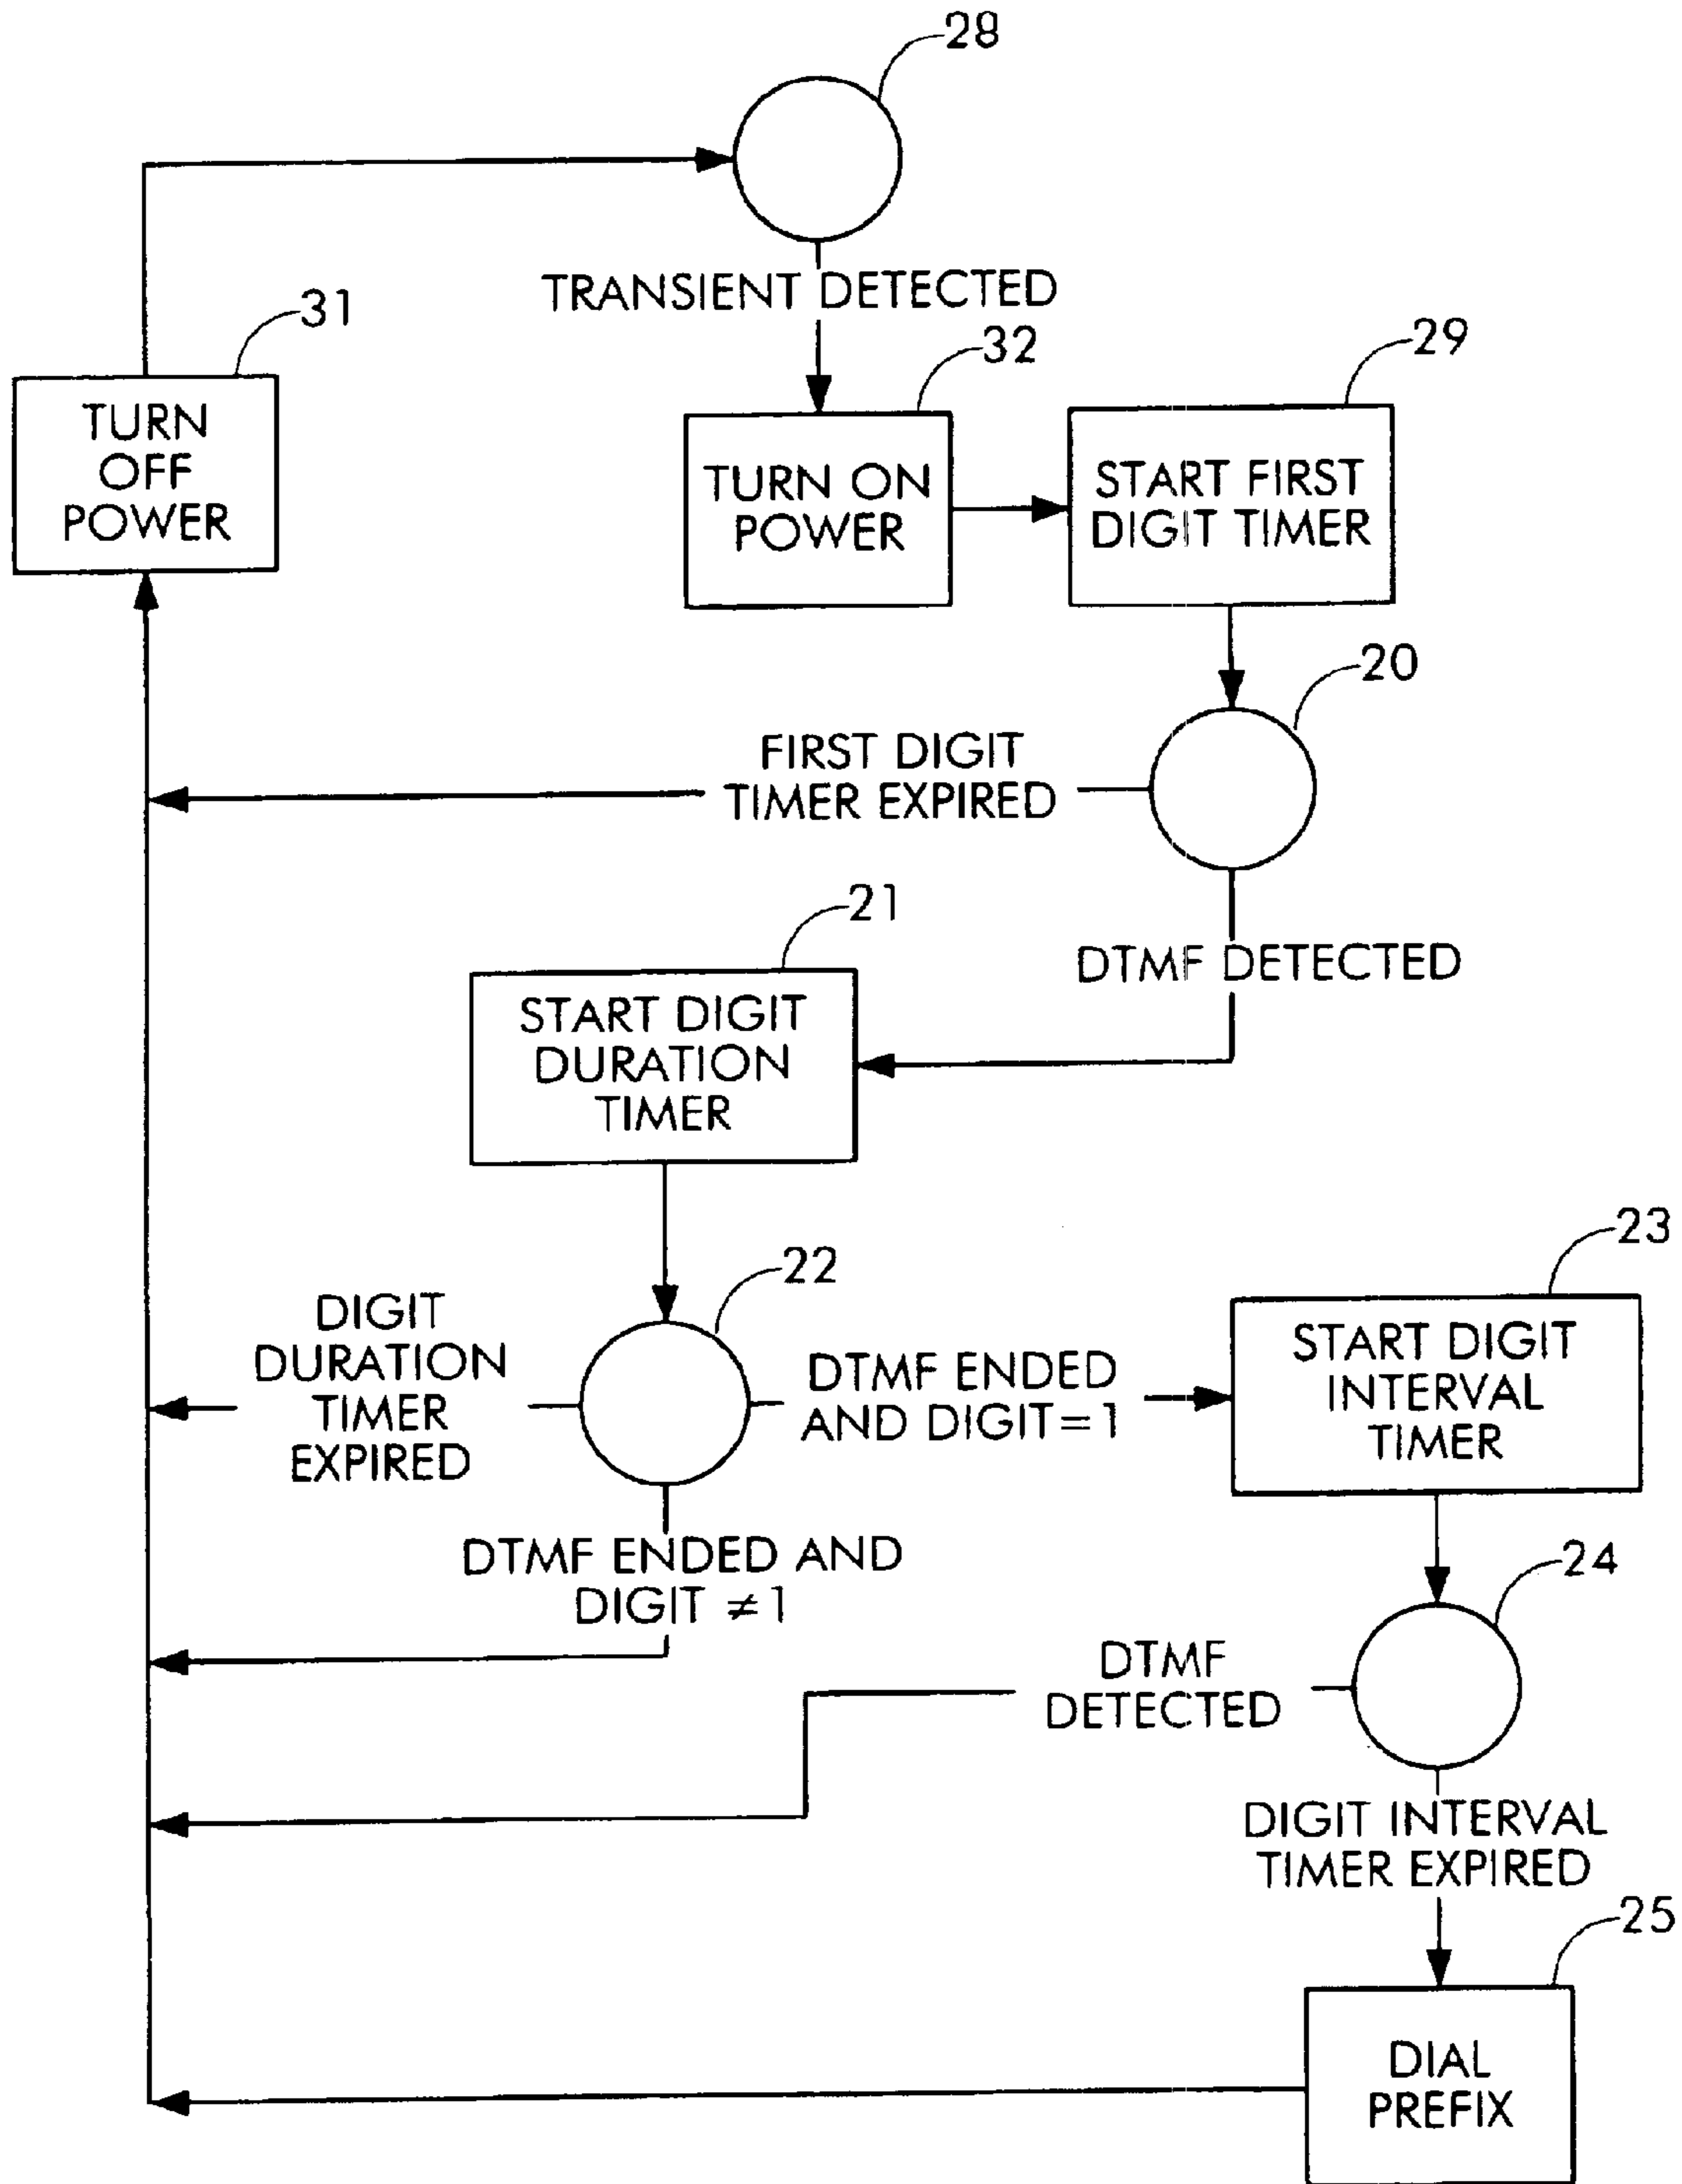 28
TRANSIENT DETECTED
31
32
29
TURN
OFF
POWER
TURN ON
POWER
START FIRST
DIGIT TIMER
20
FIRST DIGIT
TIMER EXPIRED
21
DTMF DETECTED
START DIGIT
DURATION
TIMER
22
23
DIGIT
DURATION
TIMER
EXPIRED
DTMF ENDED
AND DIGIT=1
START DIGIT
INTERVAL
TIMER
DTMF ENDED AND
DIGIT ≠1
24
DTMF
DETECTED
DIGIT INTERVAL
TIMER EXPIRED
25
DIAL
PREFIX